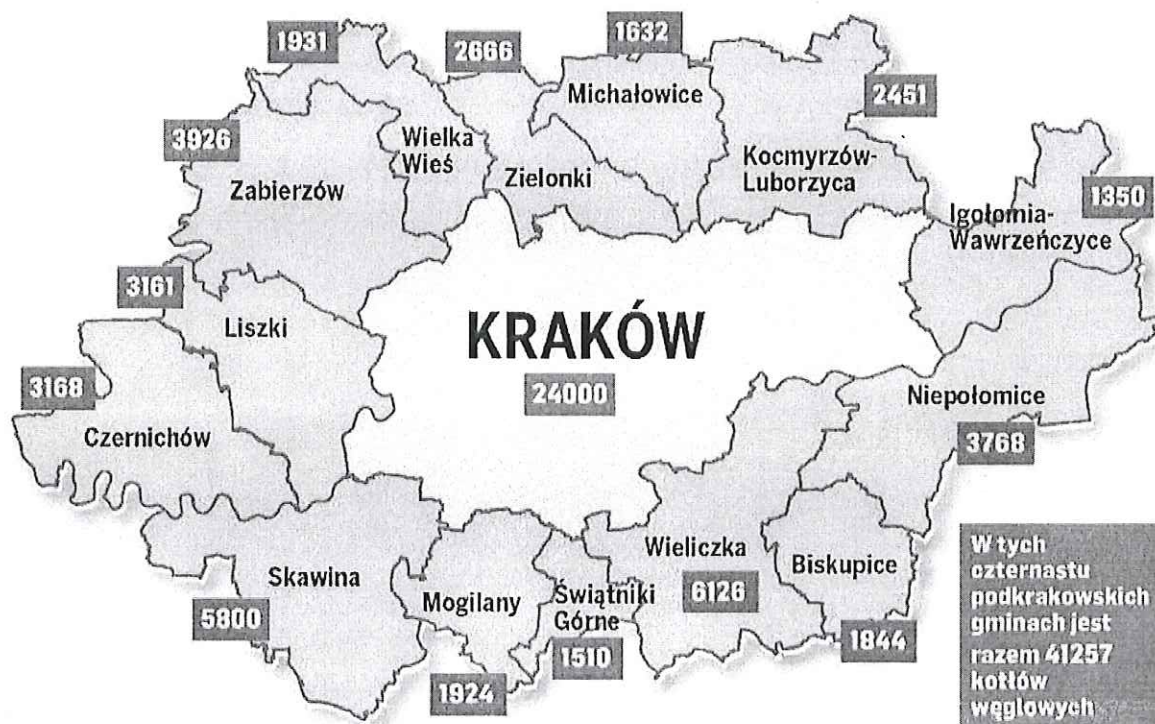 1931
2666
1632
Michałowice
2451
3926
Wielka
Wieś
Zabierzów
Zielonki
Kocmyrzów-
Luborzyca
1350
Igołomia-
Wawrzeńczyce
3161
Liszki
KRAKÓW
24000
3168
Czernichów
Niepołomice
3768
Skawina
5800
Mogilany
1924
Świątniki
Górne
1510
Wieliczka
6126
Biskupice
1844
W tych
czternastu
podkrakowskich
gminach jest
razem 41257
kotłów
węglowych